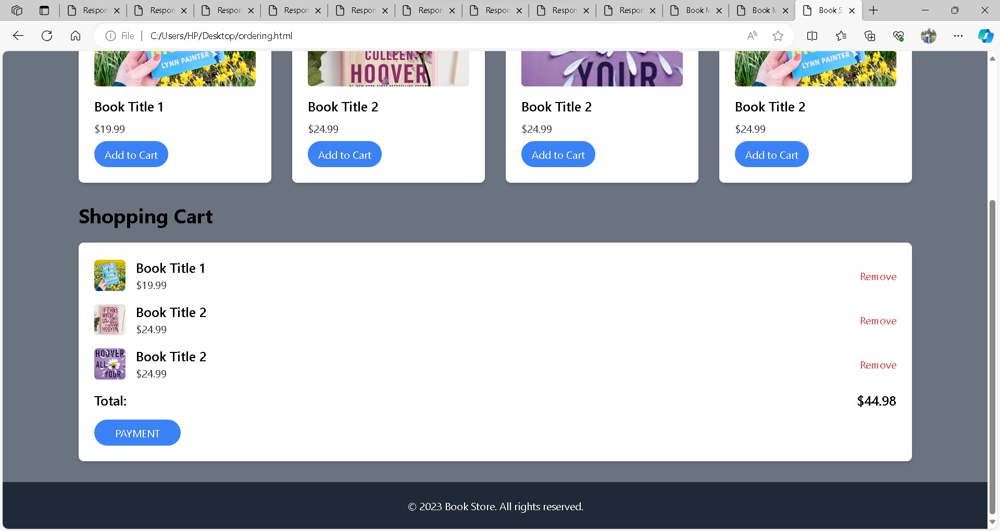 Respon
Respon
Respon
Respon
Respon
Respon
Respon
Respon
Respon
Book M
Book M
Book S
File
C:/Users/HP/Desktop/ordering.html
LYNN PAINTER
COLLEEN
HOOVER
YOUR
LYNN PAINTER
Book Title 1
Book Title 2
Book Title 2
Book Title 2
$19.99
$24.99
$24.99
$24.99
Add to Cart
Add to Cart
Add to Cart
Add to Cart
Shopping Cart
Book Title 1
$19.99
Remove
IT ENDS
WITH
US
COLLEEN
HOOVER
Book Title 2
$24.99
Remove
HOOVER
ALL
YOUR
Book Title 2
$24.99
Remove
Total:
$44.98
PAYMENT
© 2023 Book Store. All rights reserved.